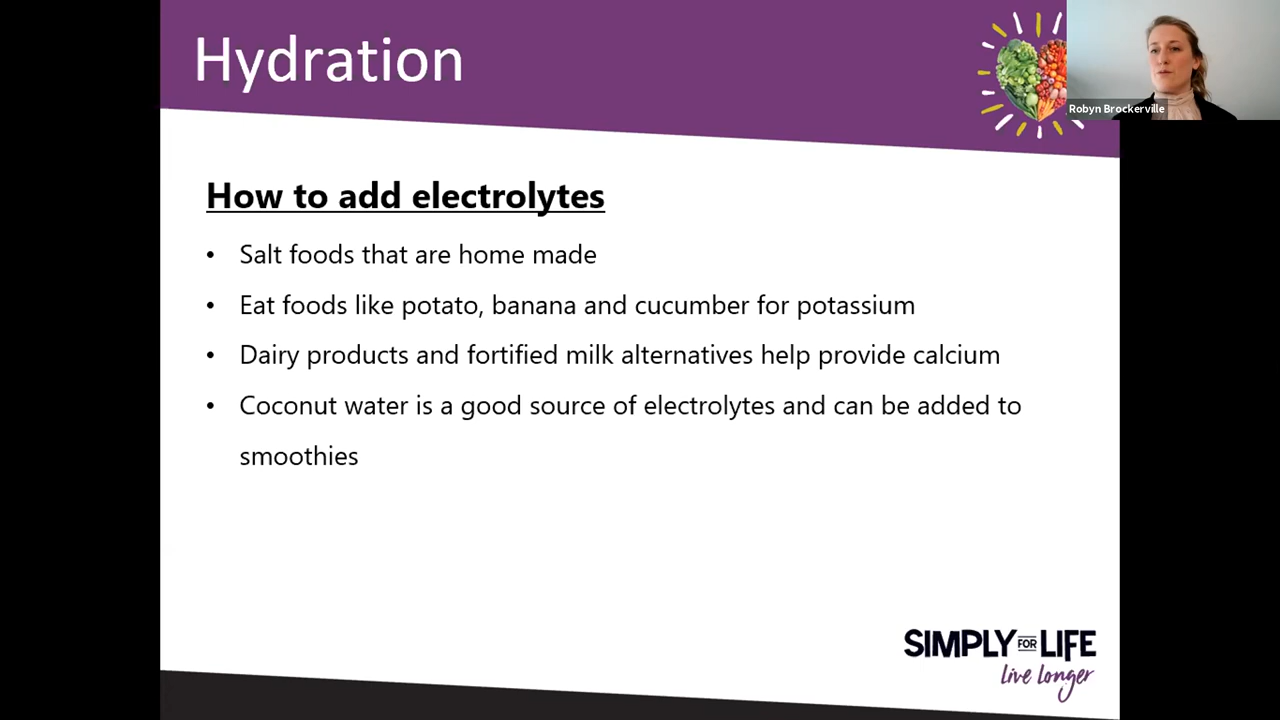 Hydration
Robyn Brockerville
How to add electrolytes
• Salt foods that are home made
• Eat foods like potato, banana and cucumber for potassium
• Dairy products and fortified milk alternatives help provide calcium
• Coconut water is a good source of electrolytes and can be added to
smoothies
SIMPLY FOR LIFE
live longer